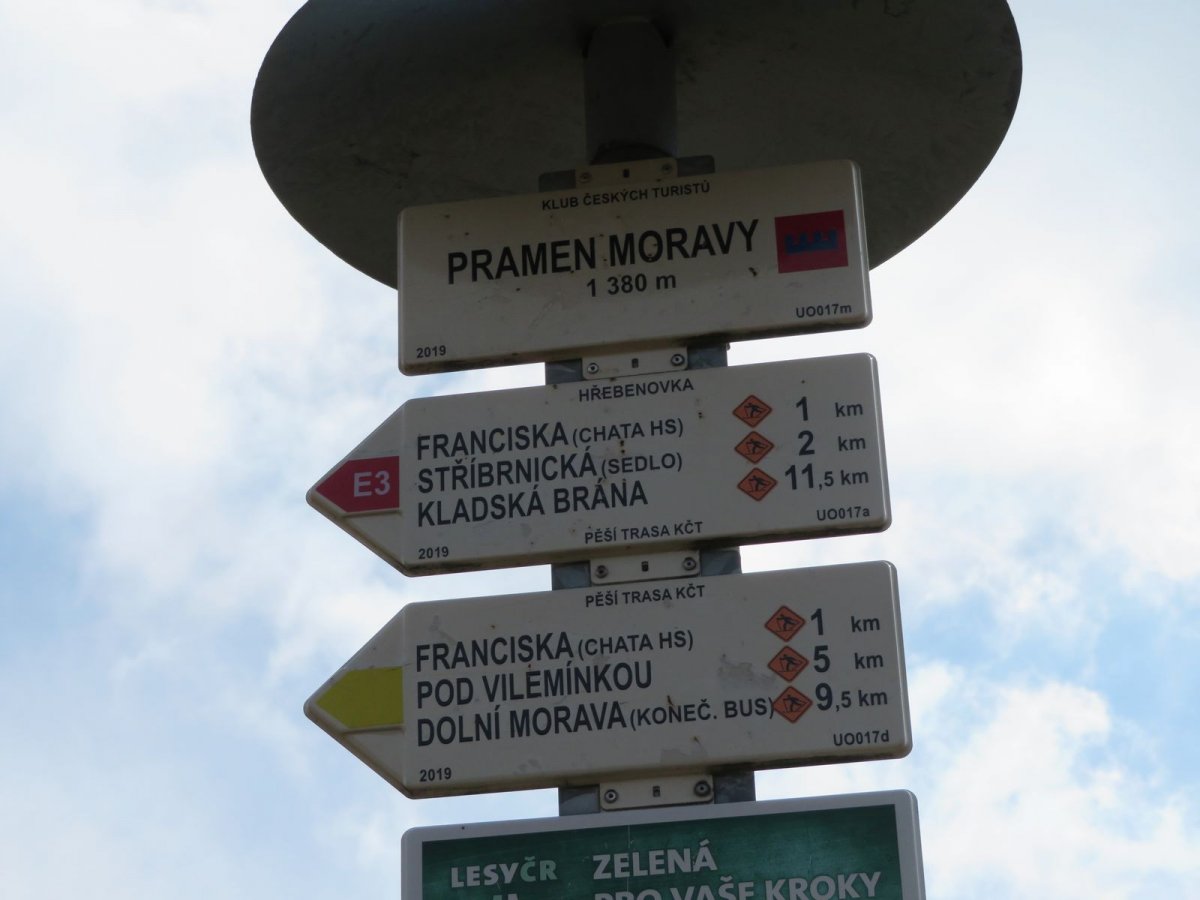 KLUB ČESKÝCH TURISTŮ
PRAMEN MORAVY
1 380 m
UO017m
2019
HŘEBENOVKA
FRANCISKA (CHATA HS) 1 km
STŘÍBRNICKÁ (SEDLO) 2 km
E3
KLADSKÁ BRÁNA 11,5 km
UO017a
PĚŠÍ TRASA KČT
2019
PĚŠÍ TRASA KČT
FRANCISKA (CHATA HS) 1 km
POD VILEMÍNKOU 5 km
DOLNÍ MORAVA (KONEČ. BUS) 9,5 km
UO017d
2019
LESY ČR ZELENÁ
PRO VAŠE KROKY